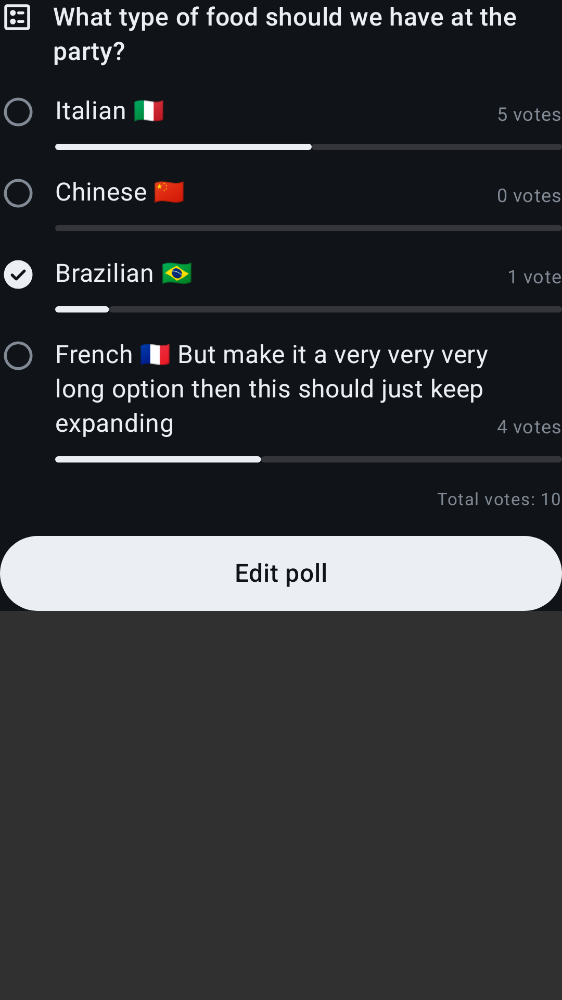 What type of food should we have at the
party?
Italian 🇮🇹
5 votes
Chinese 🇨🇳
0 votes
Brazilian 🇧🇷
1 vote
French 🇫🇷 But make it a very very very
long option then this should just keep
expanding
4 votes
Total votes: 10
Edit poll